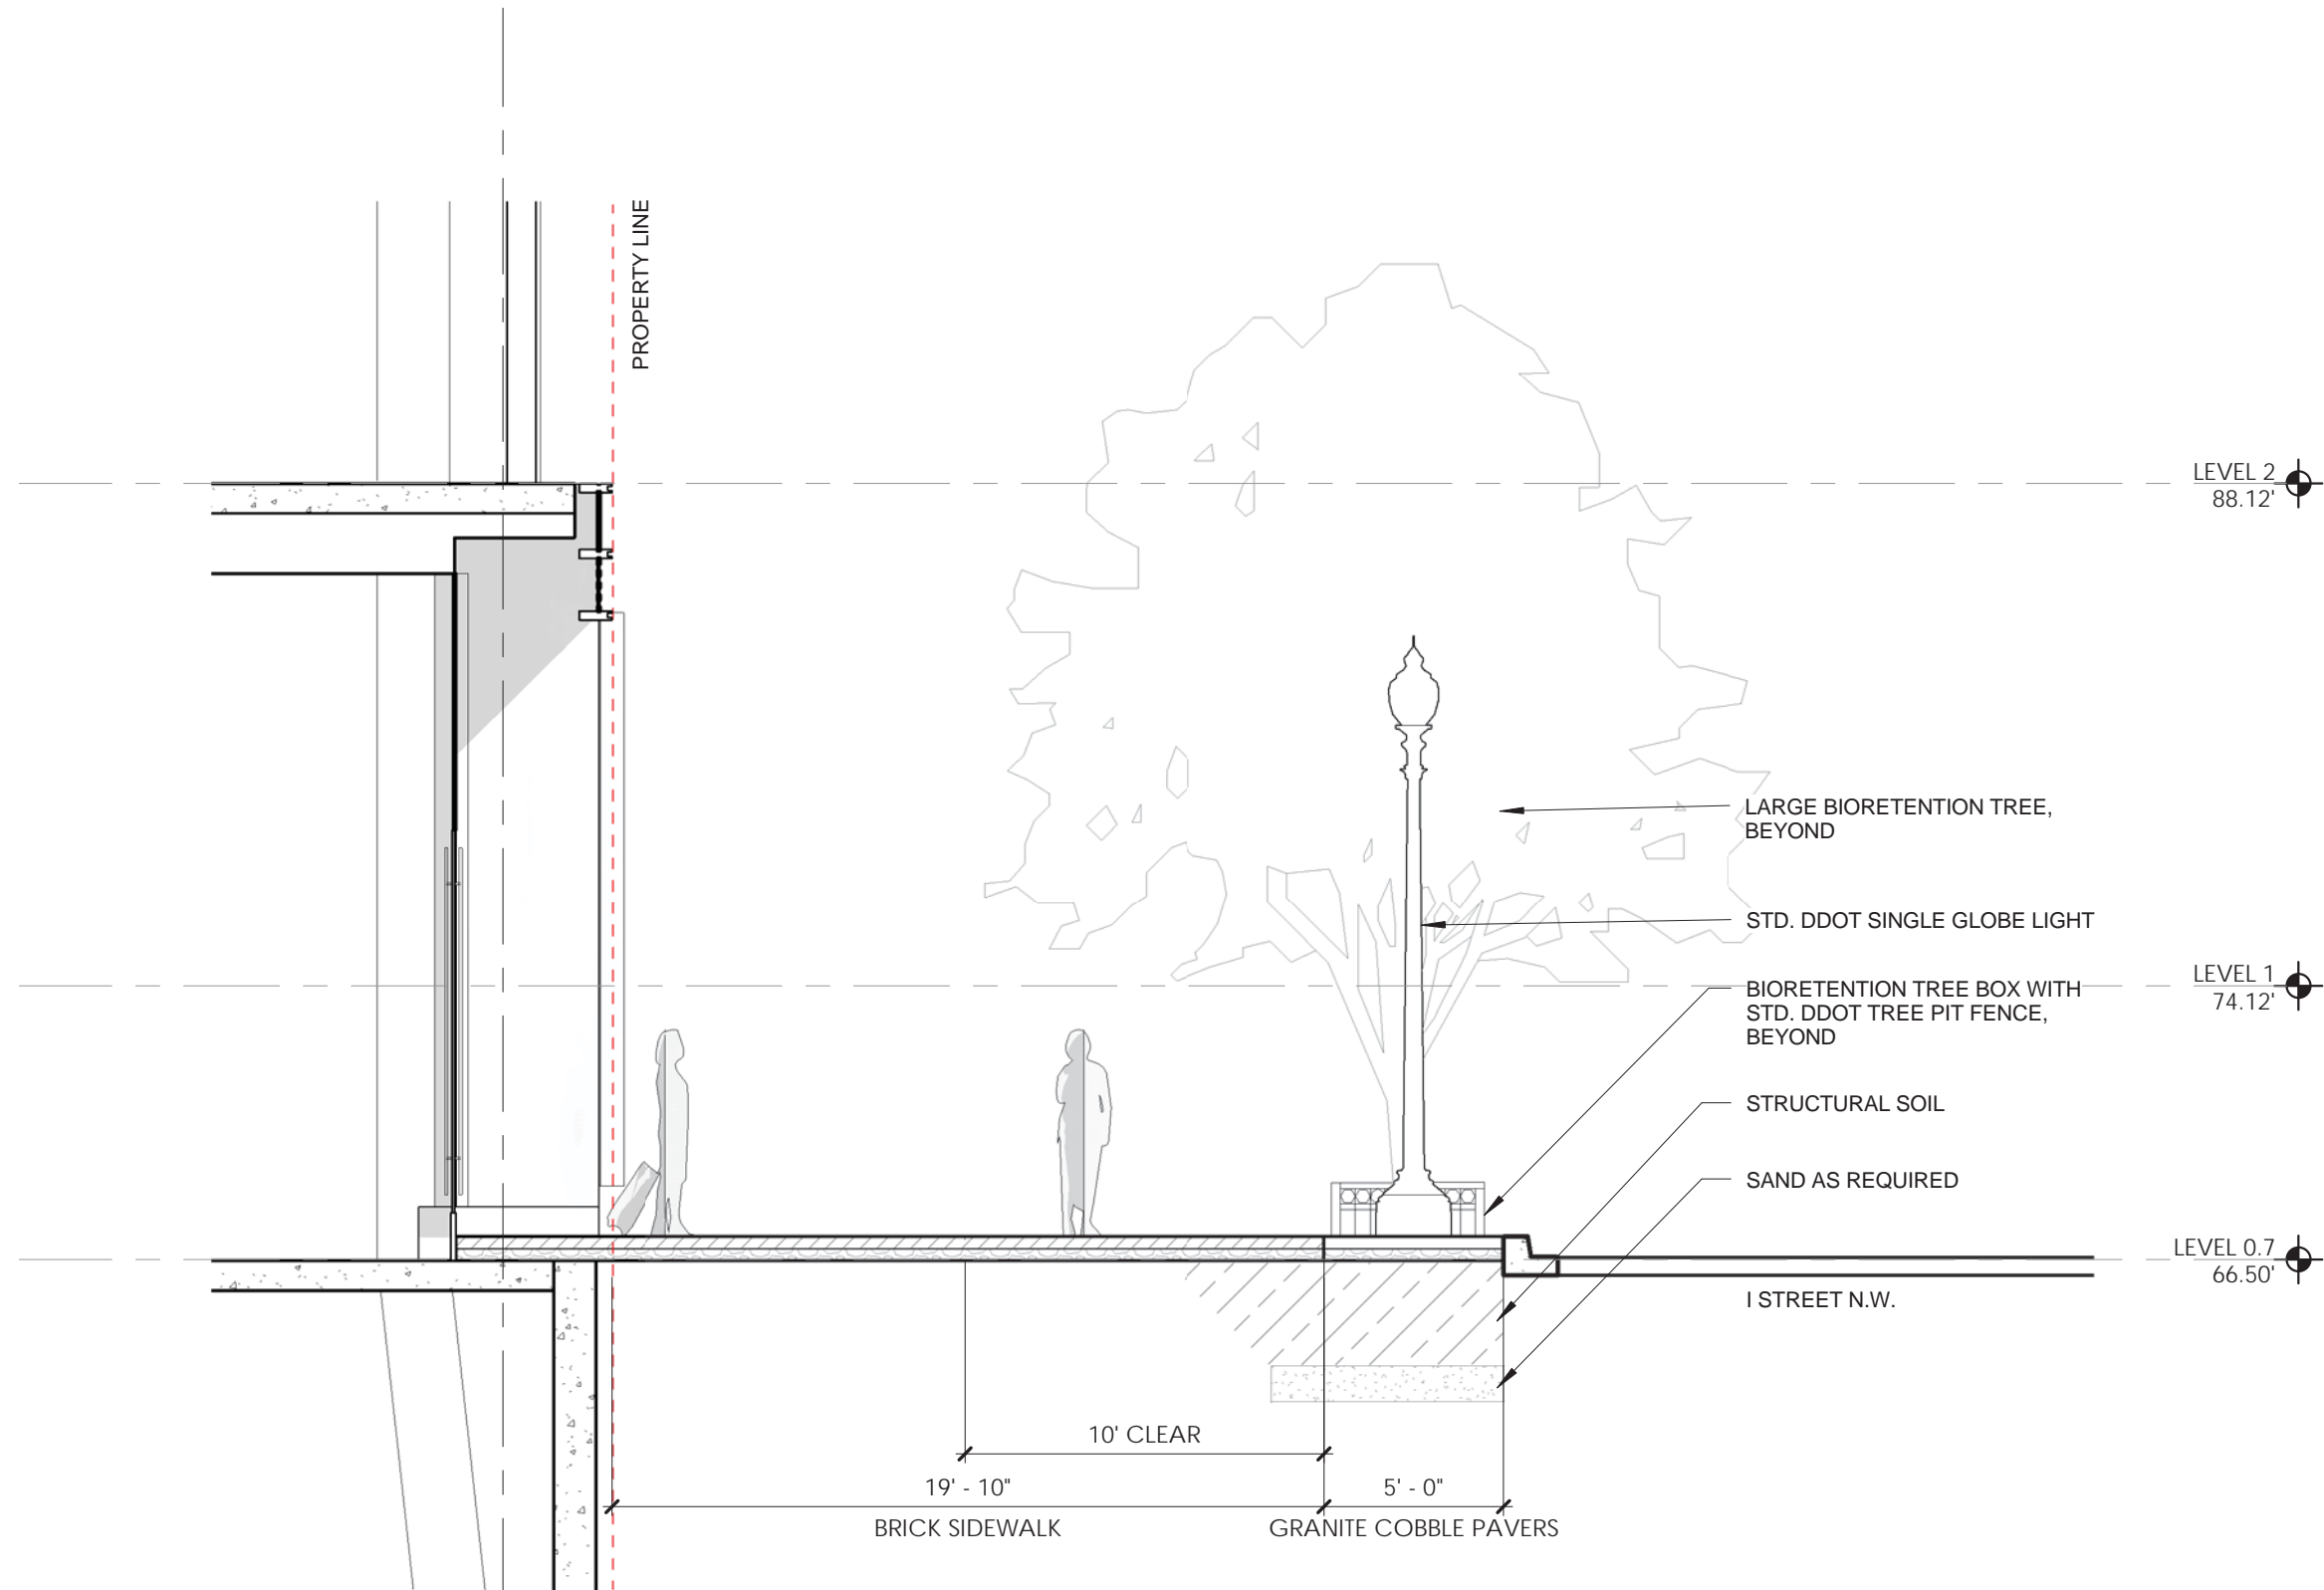 PROPERTY LINE
LEVEL 2
88.12'
LARGE BIORETENTION TREE,
BEYOND
STD. DDOT SINGLE GLOBE LIGHT
LEVEL 1
74.12'
BIORETENTION TREE BOX WITH
STD. DDOT TREE PIT FENCE,
BEYOND
STRUCTURAL SOIL
SAND AS REQUIRED
LEVEL 0.7
66.50'
I STREET N.W.
10' CLEAR
19' - 10"
5' - 0"
BRICK SIDEWALK
GRANITE COBBLE PAVERS